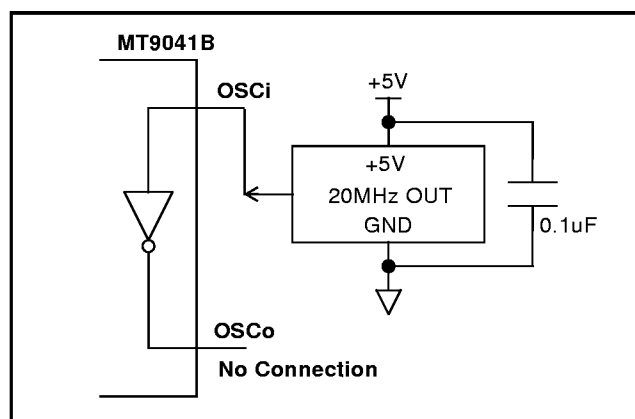 MT9041B
OSCi
+5V
+5V
20MHz OUT
GND
0.1uF
OSCo
No Connection